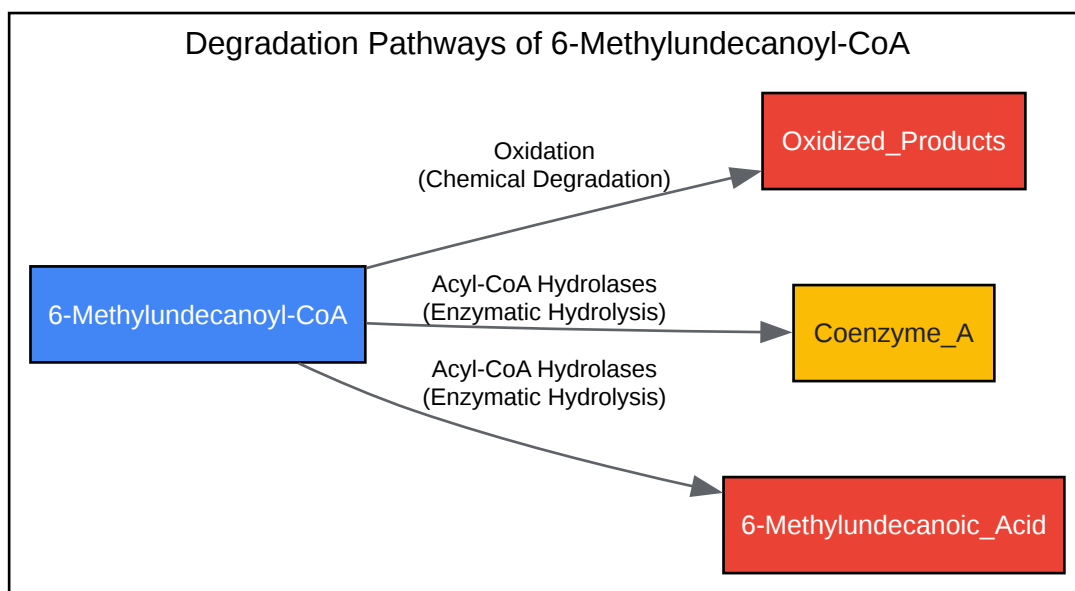 Degradation Pathways of 6-Methylundecanoyl-CoA
Oxidized_Products
Oxidation
(Chemical Degradation)
6-Methylundecanoyl-CoA
Acyl-CoA Hydrolases
(Enzymatic Hydrolysis)
Coenzyme_A
Acyl-CoA Hydrolases
(Enzymatic Hydrolysis)
6-Methylundecanoic_Acid